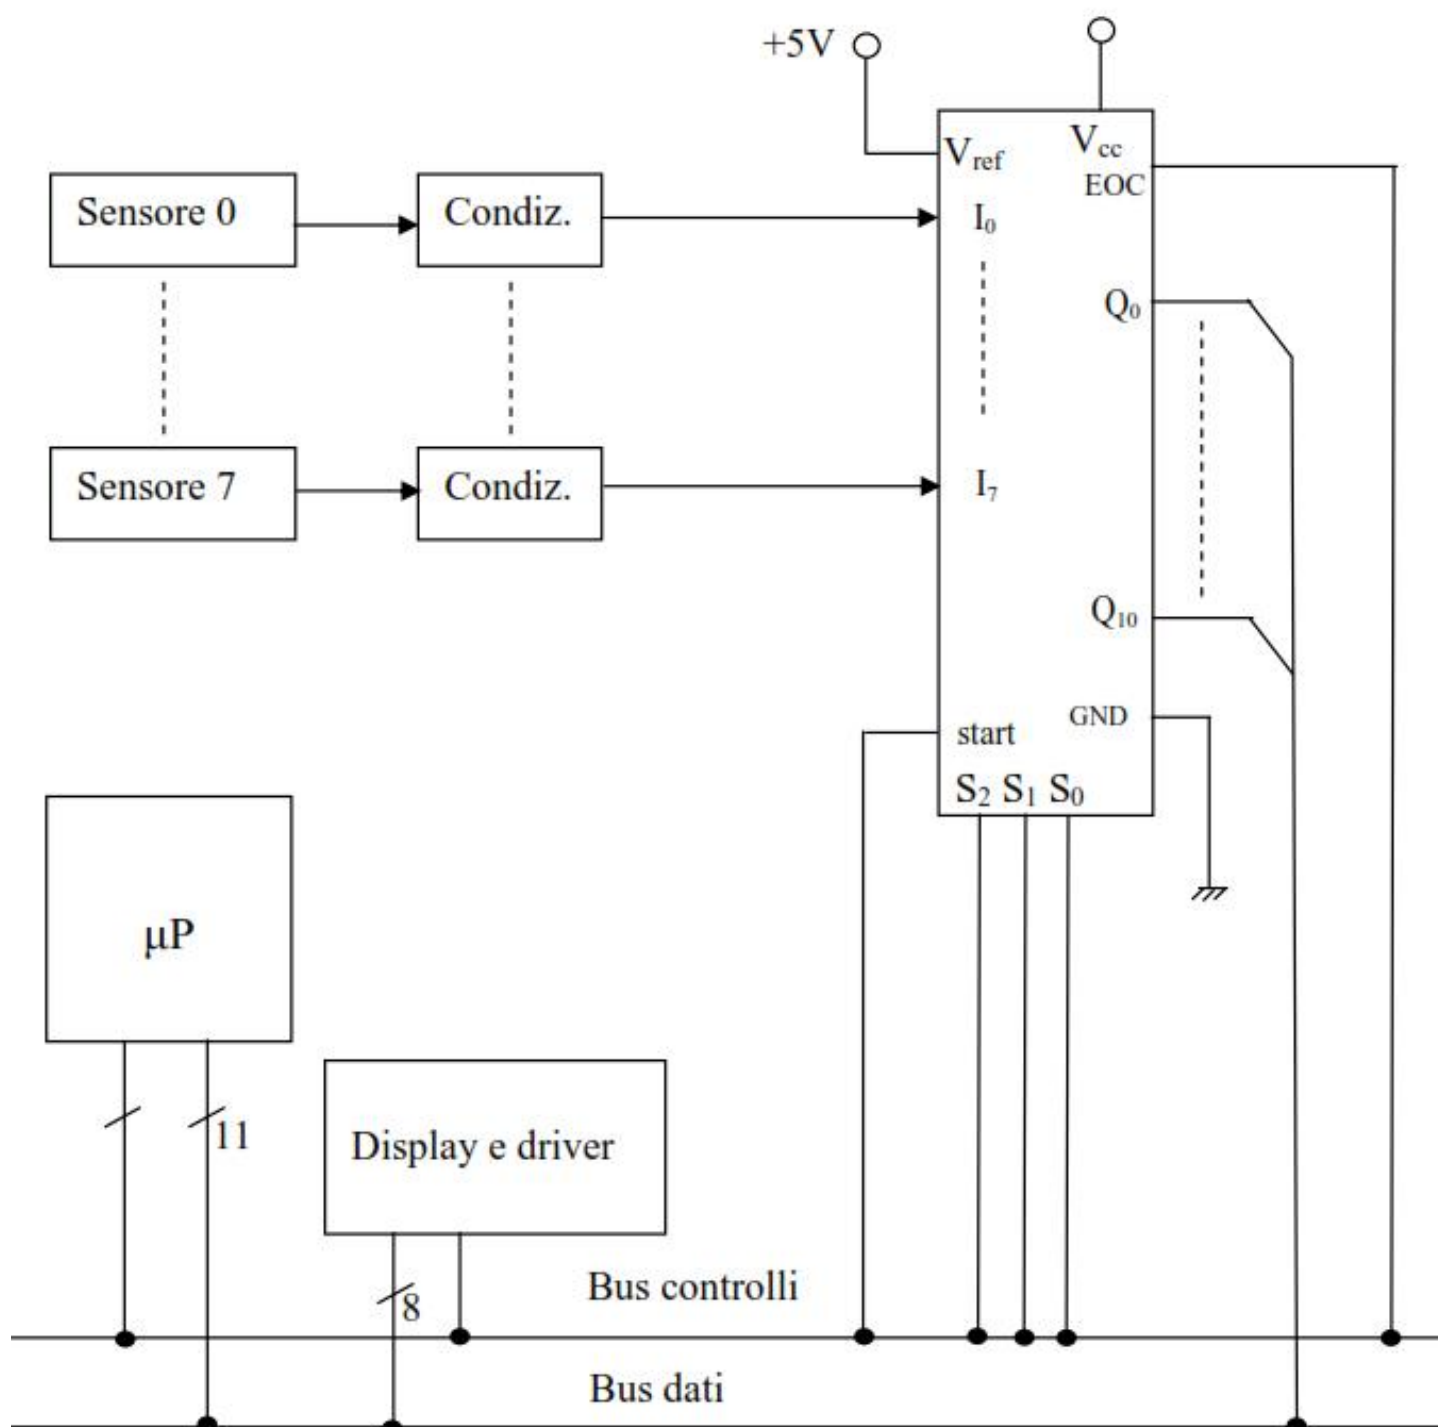 +5V
Vref
Vcc
EOC
Sensore 0
Condiz.
I0
Q0
Sensore 7
Condiz.
I7
Q10
GND
start
S2 S1 S0
μP
11
Display e driver
8
Bus controlli
Bus dati